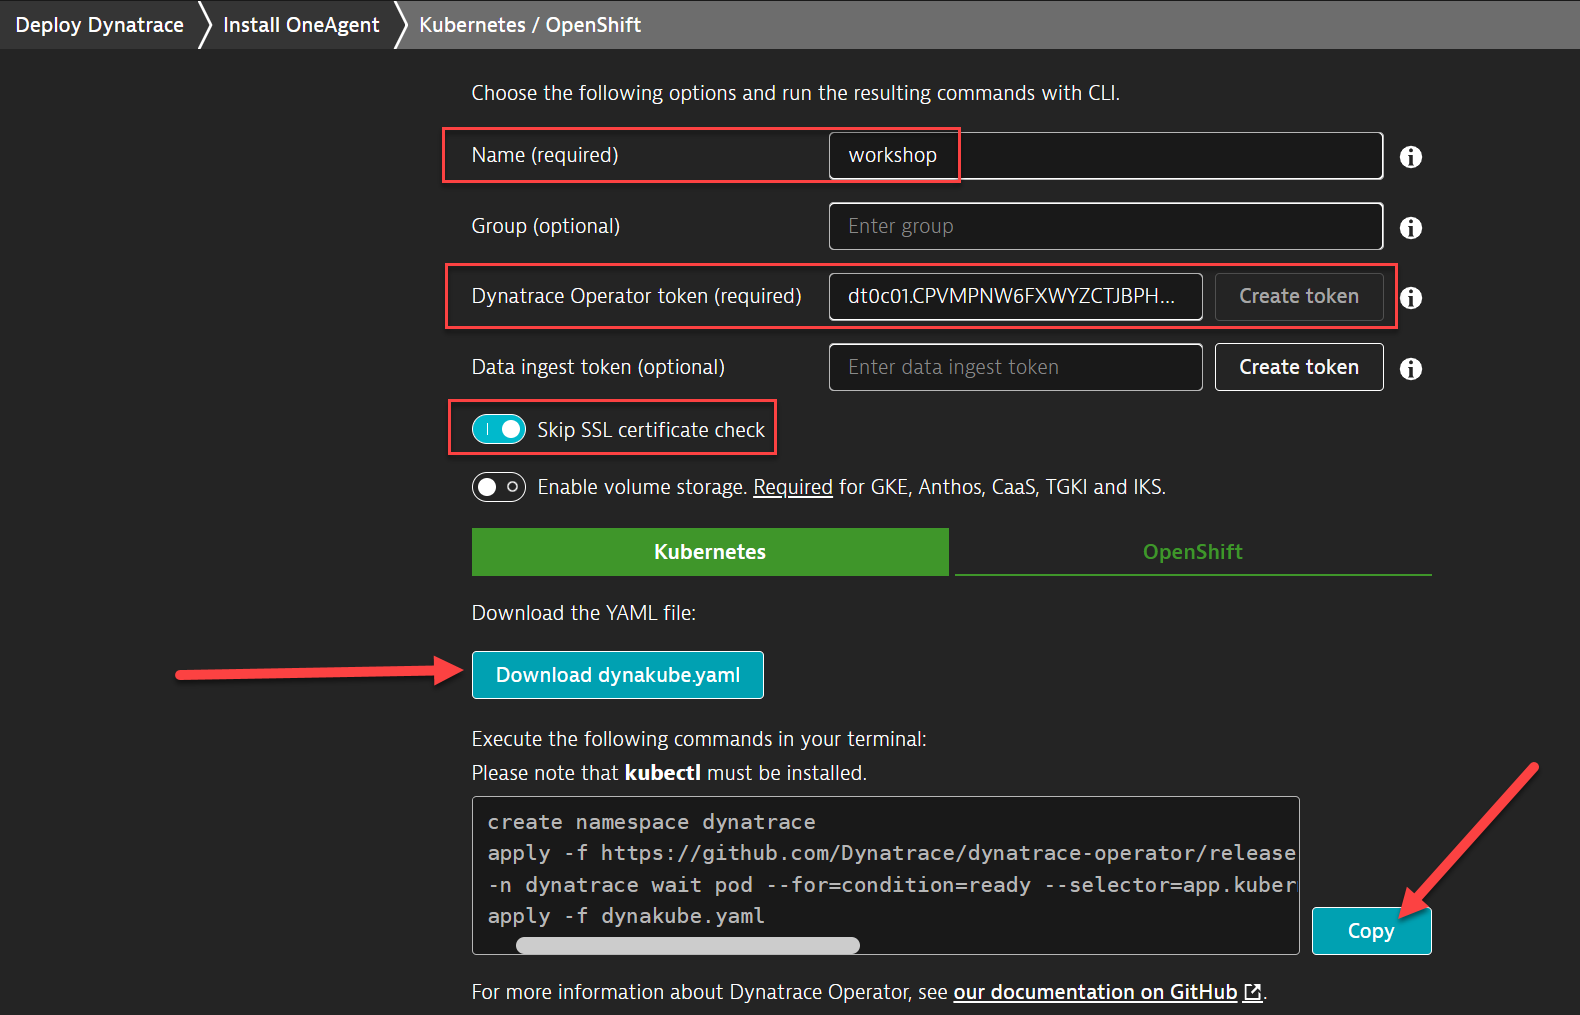 Deploy Dynatrace Install OneAgent Kubernetes / OpenShift
Choose the following options and run the resulting commands with CLI.
Name (required) workshop
Group (optional) Enter group
Dynatrace Operator token (required) dt0c01.CPVMPNW6FXWYZCTJBPH... Create token
Data ingest token (optional) Enter data ingest token Create token
Skip SSL certificate check
Enable volume storage. Required for GKE, Anthos, CaaS, TGKI and IKS.
Kubernetes OpenShift
Download the YAML file:
Download dynakube.yaml
Execute the following commands in your terminal:
Please note that kubectl must be installed.
create namespace dynatrace
apply -f https://github.com/Dynatrace/dynatrace-operator/release
-n dynatrace wait pod --for=condition=ready --selector=app.kuber
apply -f dynakube.yaml
Copy
For more information about Dynatrace Operator, see our documentation on GitHub.